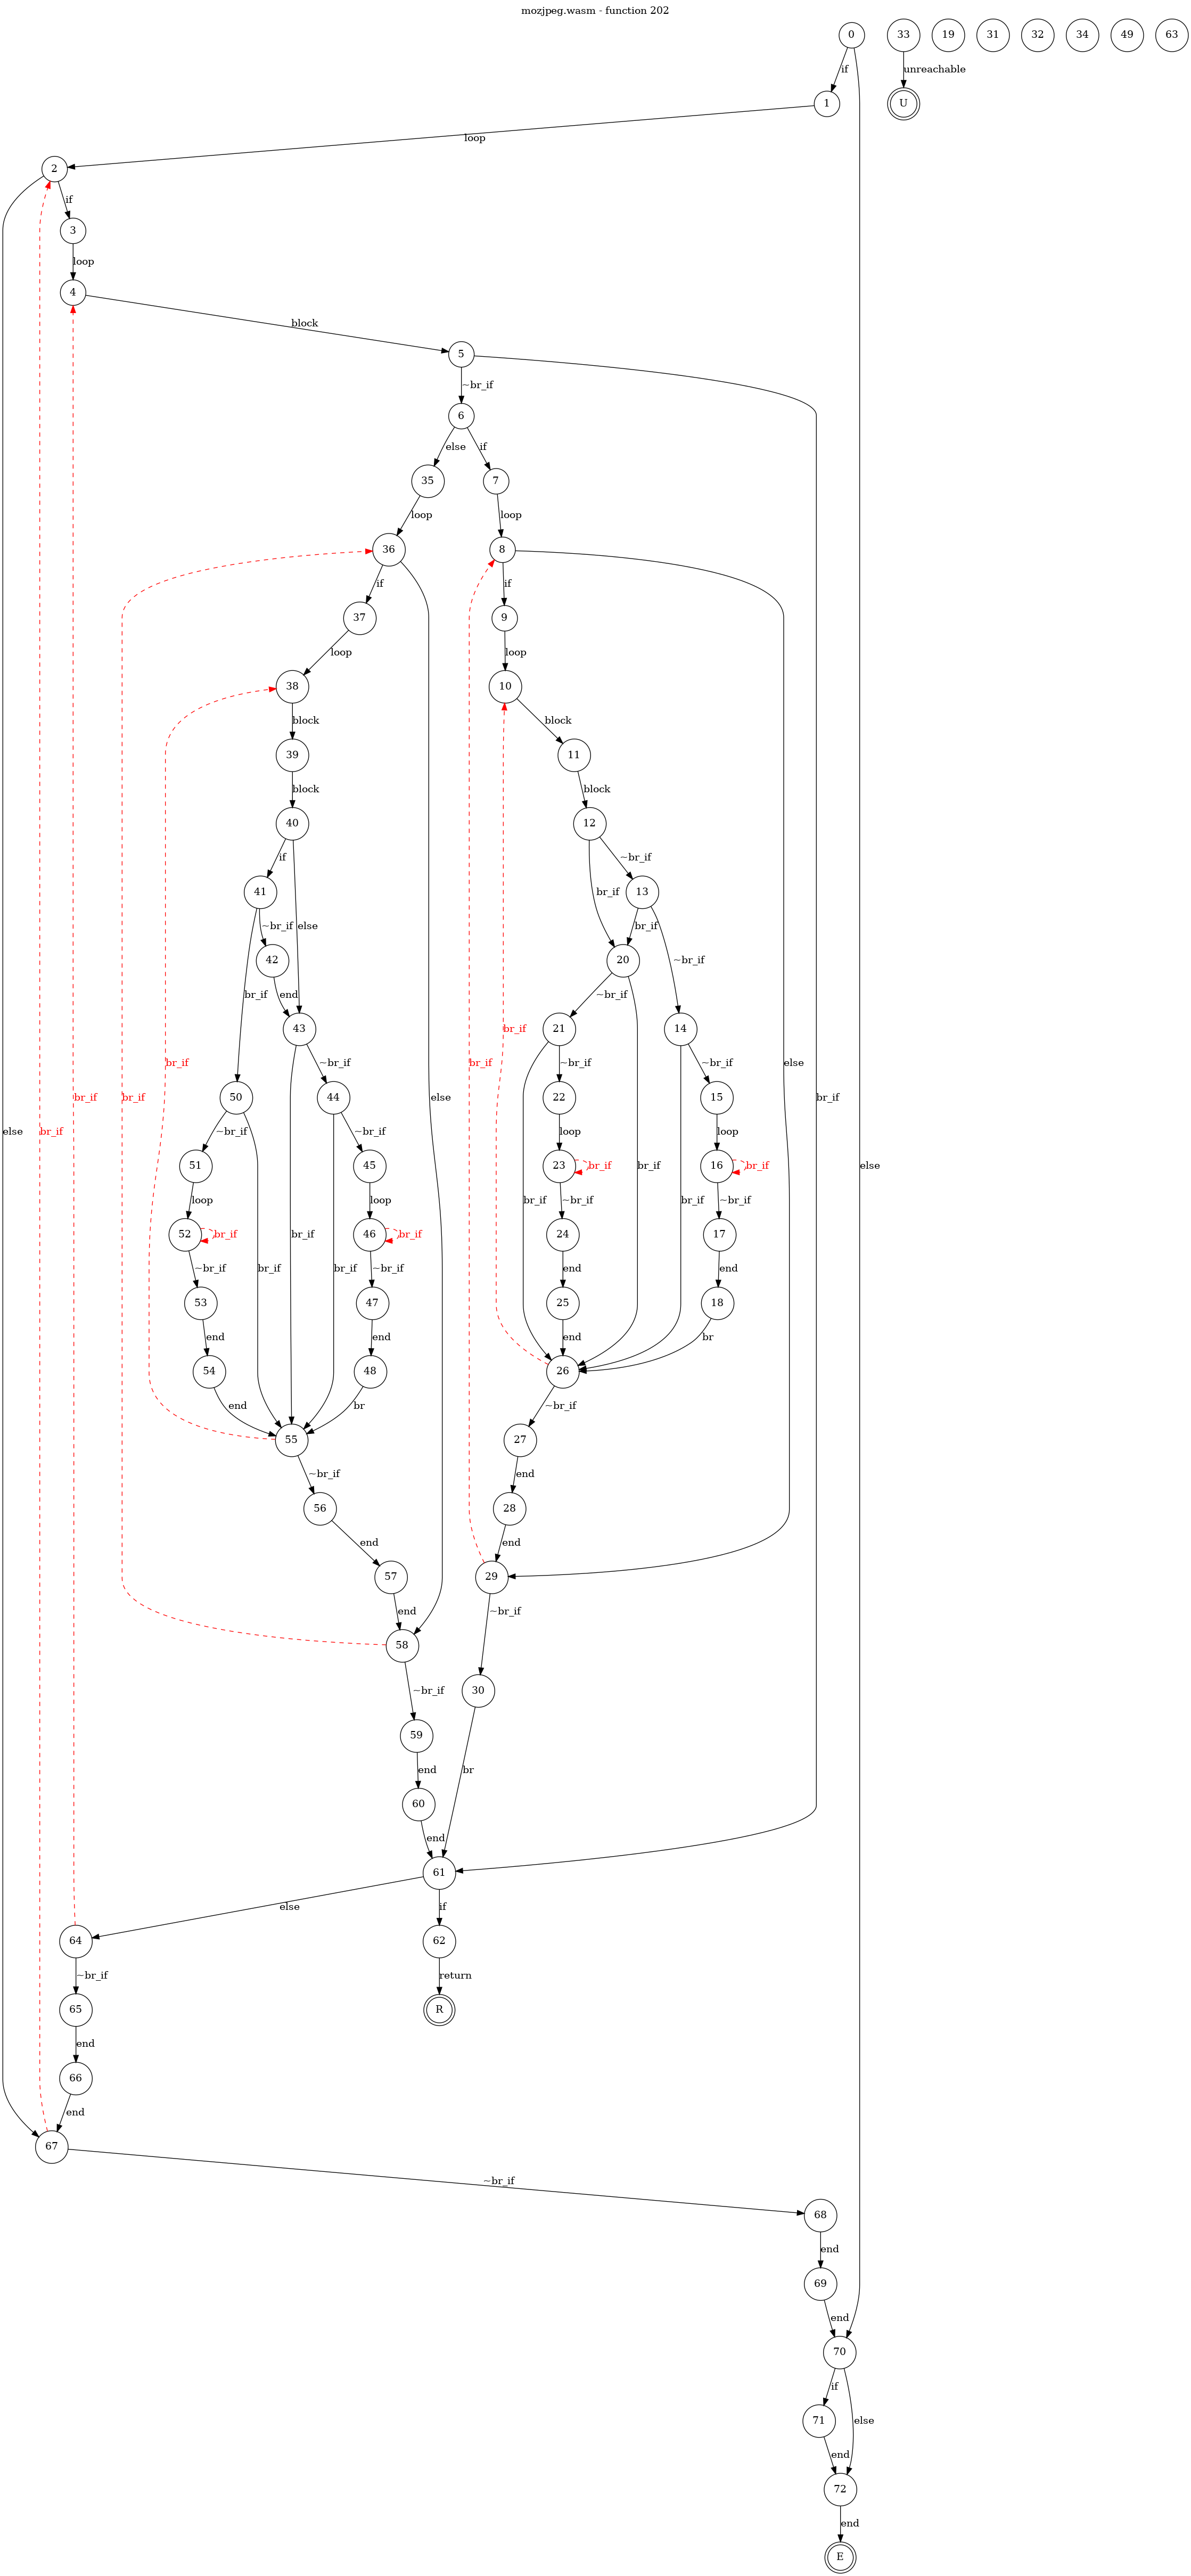 mozjpeg.wasm - function 202
0 33 19 31 32 34 49 63
if unreachable
1 U
loop
2
if
3
loop
4
block
5
~br_if
6
else if
35 7
loop loop
36 8
if if
37 9
loop loop
38 10
block block
39 11
block block
40 12
if ~br_if
41 13
~br_if else br_if br_if
42 20 ~br_if
br_if end ~br_if
43 21 14
br_if br_if ~br_if br_if ~br_if ~br_if else
50 44 22 15
else br_if br_if else br_if
~br_if ~br_if loop loop
51 45 23 br_if 16 br_if else
loop loop br_if ~br_if br_if br_if ~br_if
52 br_if 46 br_if 24 17
~br_if br_if br_if br_if ~br_if end end
53 47 25 18
end end end br
54 48 26
end br ~br_if
55 27
~br_if end
56 28
end end
57 29
end ~br_if
58
30
~br_if
59
end br
60
end
61
else if
64 62
~br_if return
65 R
end
66
end
67
~br_if
68
end
69
end
70
if
71 else
end
72
end
E